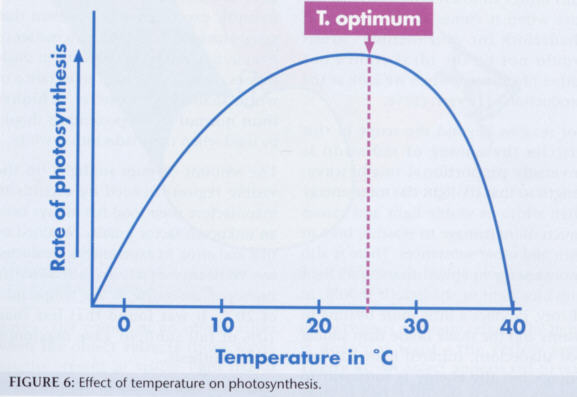 T. optimum
Rate of photosynthesis
0 10 20 30 40
Temperature in °C
FIGURE 6: Effect of temperature on photosynthesis.